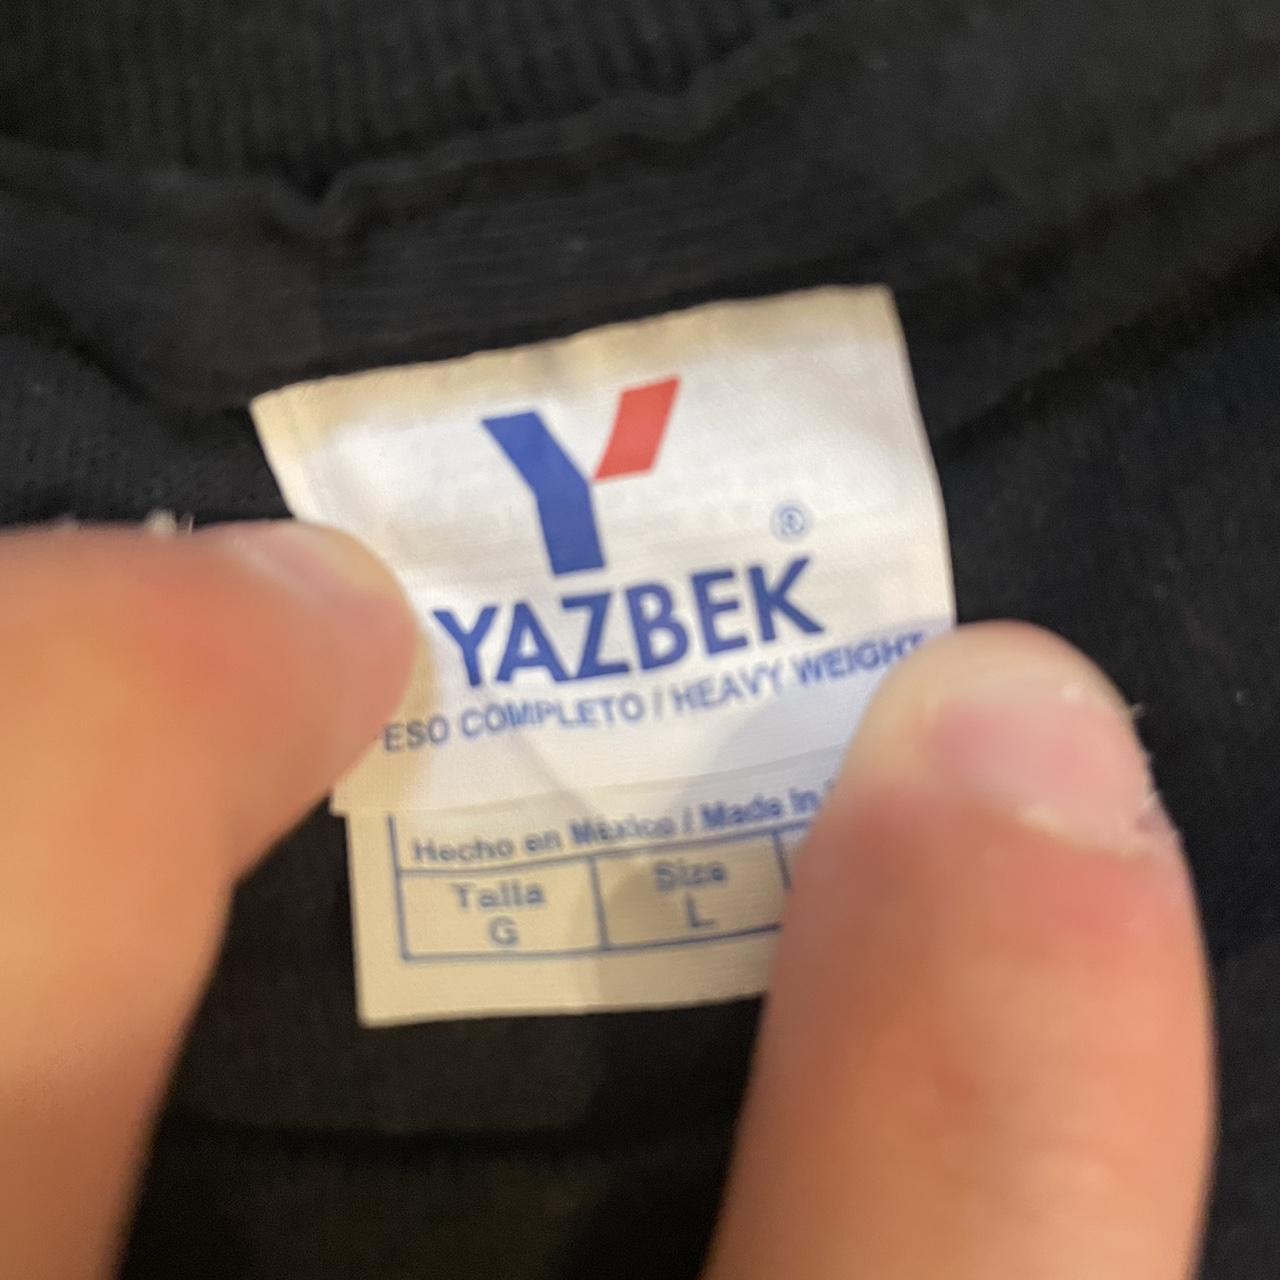 Y
®
YAZBEK
ESO COMPLETO / HEAVY WEIGHT
Hecho en México / Made In
Talla Size
G L